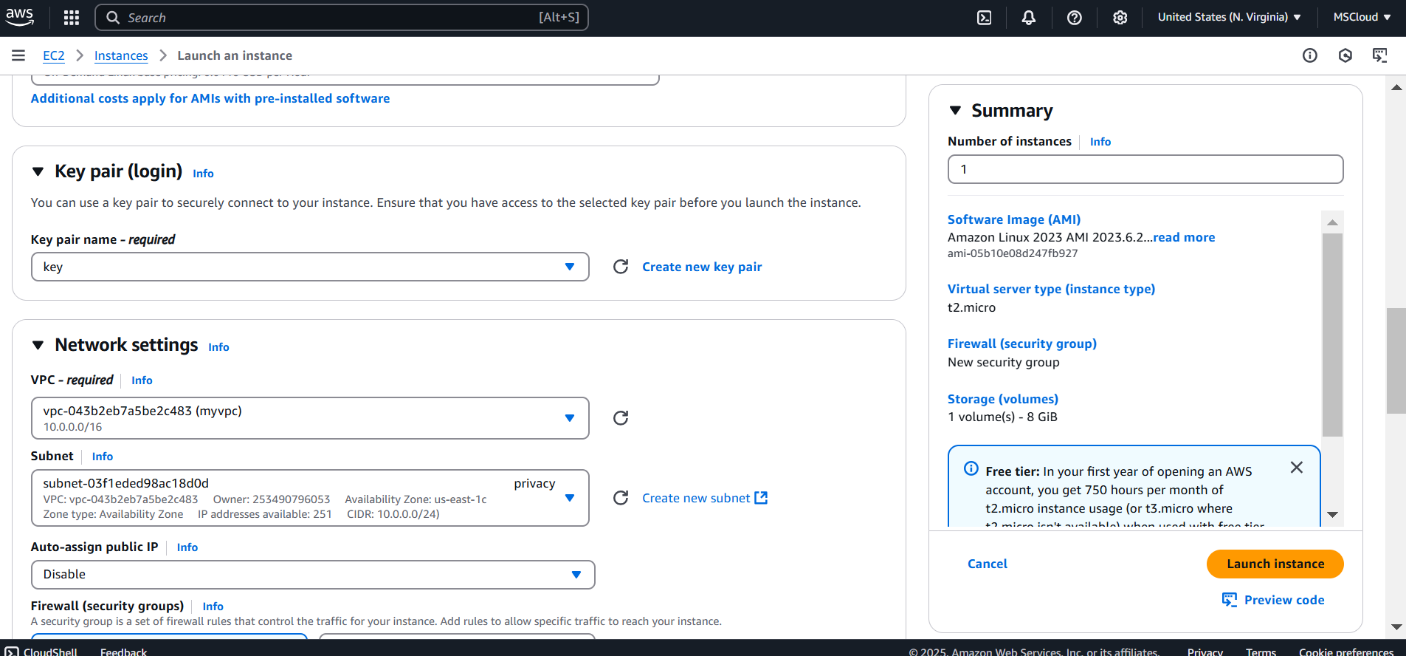 aws
Search [Alt+S]
United States (N. Virginia) ▼ MSCloud ▼
EC2 > Instances > Launch an instance
Additional costs apply for AMIs with pre-installed software
Key pair (login) Info
You can use a key pair to securely connect to your instance. Ensure that you have access to the selected key pair before you launch the instance.
Key pair name - required
key
Create new key pair
Network settings Info
VPC - required Info
vpc-043b2eb7a5be2c483 (myvpc)
10.0.0.0/16
Subnet Info
subnet-03f1eded98ac18d0d privacy
VPC: vpc-043b2eb7a5be2c483 Owner: 253490796053 Availability Zone: us-east-1c
Zone type: Availability Zone IP addresses available: 251 CIDR: 10.0.0.0/24)
Create new subnet
Auto-assign public IP Info
Disable
Firewall (security groups) Info
A security group is a set of firewall rules that control the traffic for your instance. Add rules to allow specific traffic to reach your instance.
Summary
Number of instances Info
1
Software Image (AMI)
Amazon Linux 2023 AMI 2023.6.2...read more
ami-05b10e08d247fb927
Virtual server type (instance type)
t2.micro
Firewall (security group)
New security group
Storage (volumes)
1 volume(s) - 8 GiB
Free tier: In your first year of opening an AWS
account, you get 750 hours per month of
t2.micro instance usage (or t3.micro where
t2.micro isn't available) when used with free tier
Cancel
Launch instance
Preview code
CloudShell Feedback
© 2025, Amazon Web Services, Inc. or its affiliates. Privacy Terms Cookie preferences